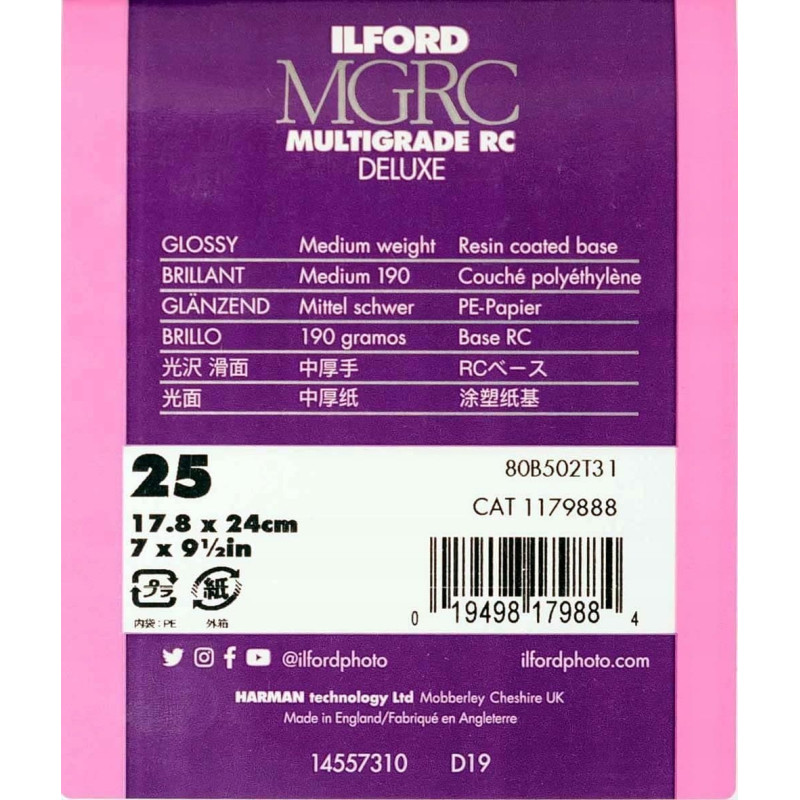 ILFORD
MGRC
MULTIGRADE RC
DELUXE
GLOSSY Medium weight Resin coated base
BRILLANT Medium 190 Couché polyéthylène
GLÄNZEND Mittel schwer PE-Papier
BRILLO 190 gramos Base RC
光沢 滑面 中厚手 RCベース
光面 中厚纸 涂塑纸基
25 80B502T31
CAT 1179888
17.8 x 24cm
7 x 9½in
プラ 紙
内袋:PE 外箱
0 19498 17988 4
@ilfordphoto ilfordphoto.com
HARMAN technology Ltd Mobberley Cheshire UK
Made in England/Fabriqué en Angleterre
14557310 D19